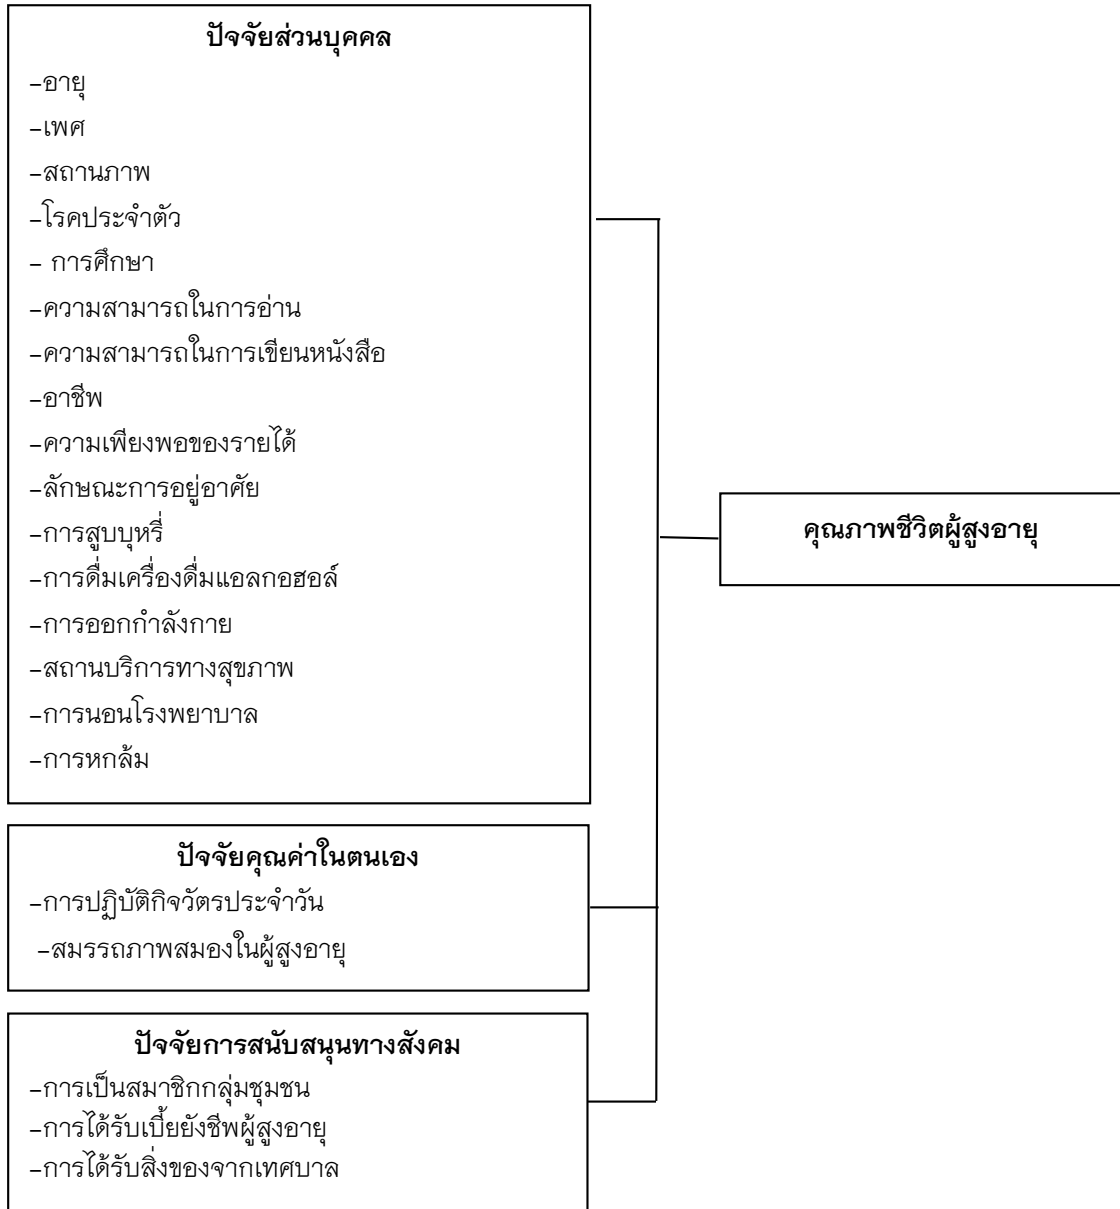 ปัจจัยส่วนบุคคล
-อายุ
-เพศ
-สถานภาพ
-โรคประจำตัว
- การศึกษา
-ความสามารถในการอ่าน
-ความสามารถในการเขียนหนังสือ
-อาชีพ
-ความเพียงพอของรายได้
-ลักษณะการอยู่อาศัย
-การสูบบุหรี่
-การดื่มเครื่องดื่มแอลกอฮอล์
-การออกกำลังกาย
-สถานบริการทางสุขภาพ
-การนอนโรงพยาบาล
-การหกล้ม
คุณภาพชีวิตผู้สูงอายุ
ปัจจัยคุณค่าในตนเอง
-การปฏิบัติกิจวัตรประจำวัน
-สมรรถภาพสมองในผู้สูงอายุ
ปัจจัยการสนับสนุนทางสังคม
-การเป็นสมาชิกกลุ่มชุมชน
-การได้รับเบี้ยยังชีพผู้สูงอายุ
-การได้รับสิ่งของจากเทศบาล